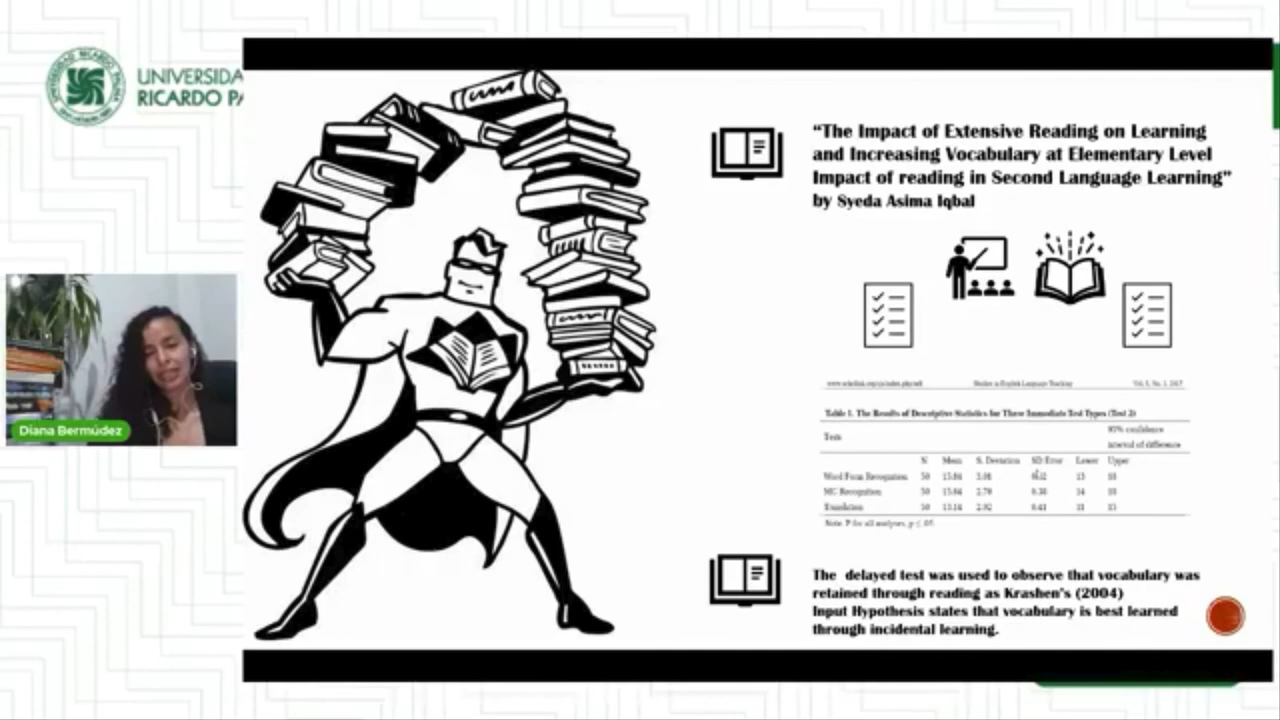 UNIVERSIDA
RICARDO PA
Diana Bermúdez
“The Impact of Extensive Reading on Learning
and Increasing Vocabulary at Elementary Level
Impact of reading in Second Language Learning”
by Syeda Asima Iqbal
Studies in English Language Teaching
Table 1. The Results of Descriptive Statistics for Three Immediate Test Types (Test 2)
Tests 95% confidence
interval of difference
N Mean S. Deviation SD Error Lower Upper
Word Form Recognition 50
MC Recognition 50
Translation 50
Note. P for all analyses, p ≤ .05
The delayed test was used to observe that vocabulary was
retained through reading as Krashen's (2004)
Input Hypothesis states that vocabulary is best learned
through incidental learning.